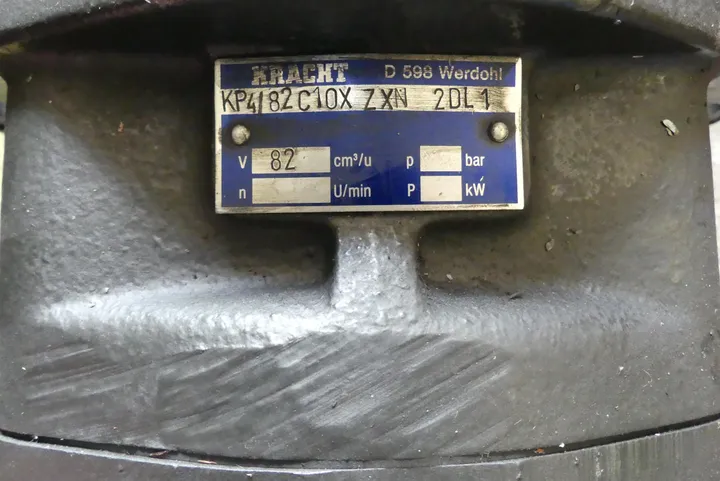 KRACHT D 598 Werdohl
KP4/82C10X ZXN 2DL1
V 82 cm³/u p bar
n U/min P kW